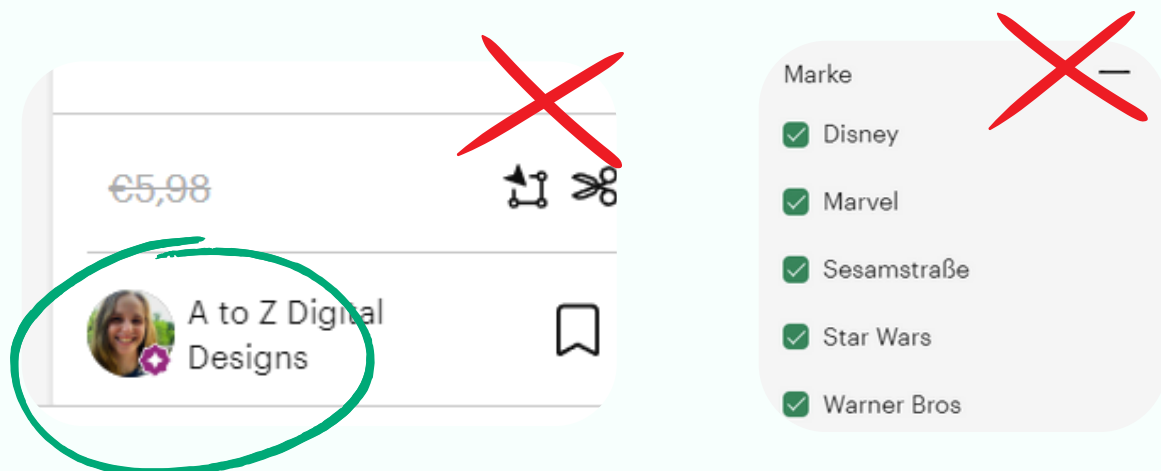 €5,98
A to Z Digital
Designs
Marke
Disney
Marvel
Sesamstraße
Star Wars
Warner Bros